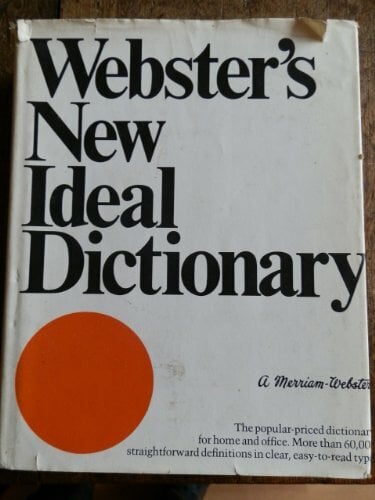 Webster's
New
Ideal
Dictionary
A Merriam-Webster
The popular-priced dictionar
for home and office. More than 60,00
straightforward definitions in clear, easy-to-read typ